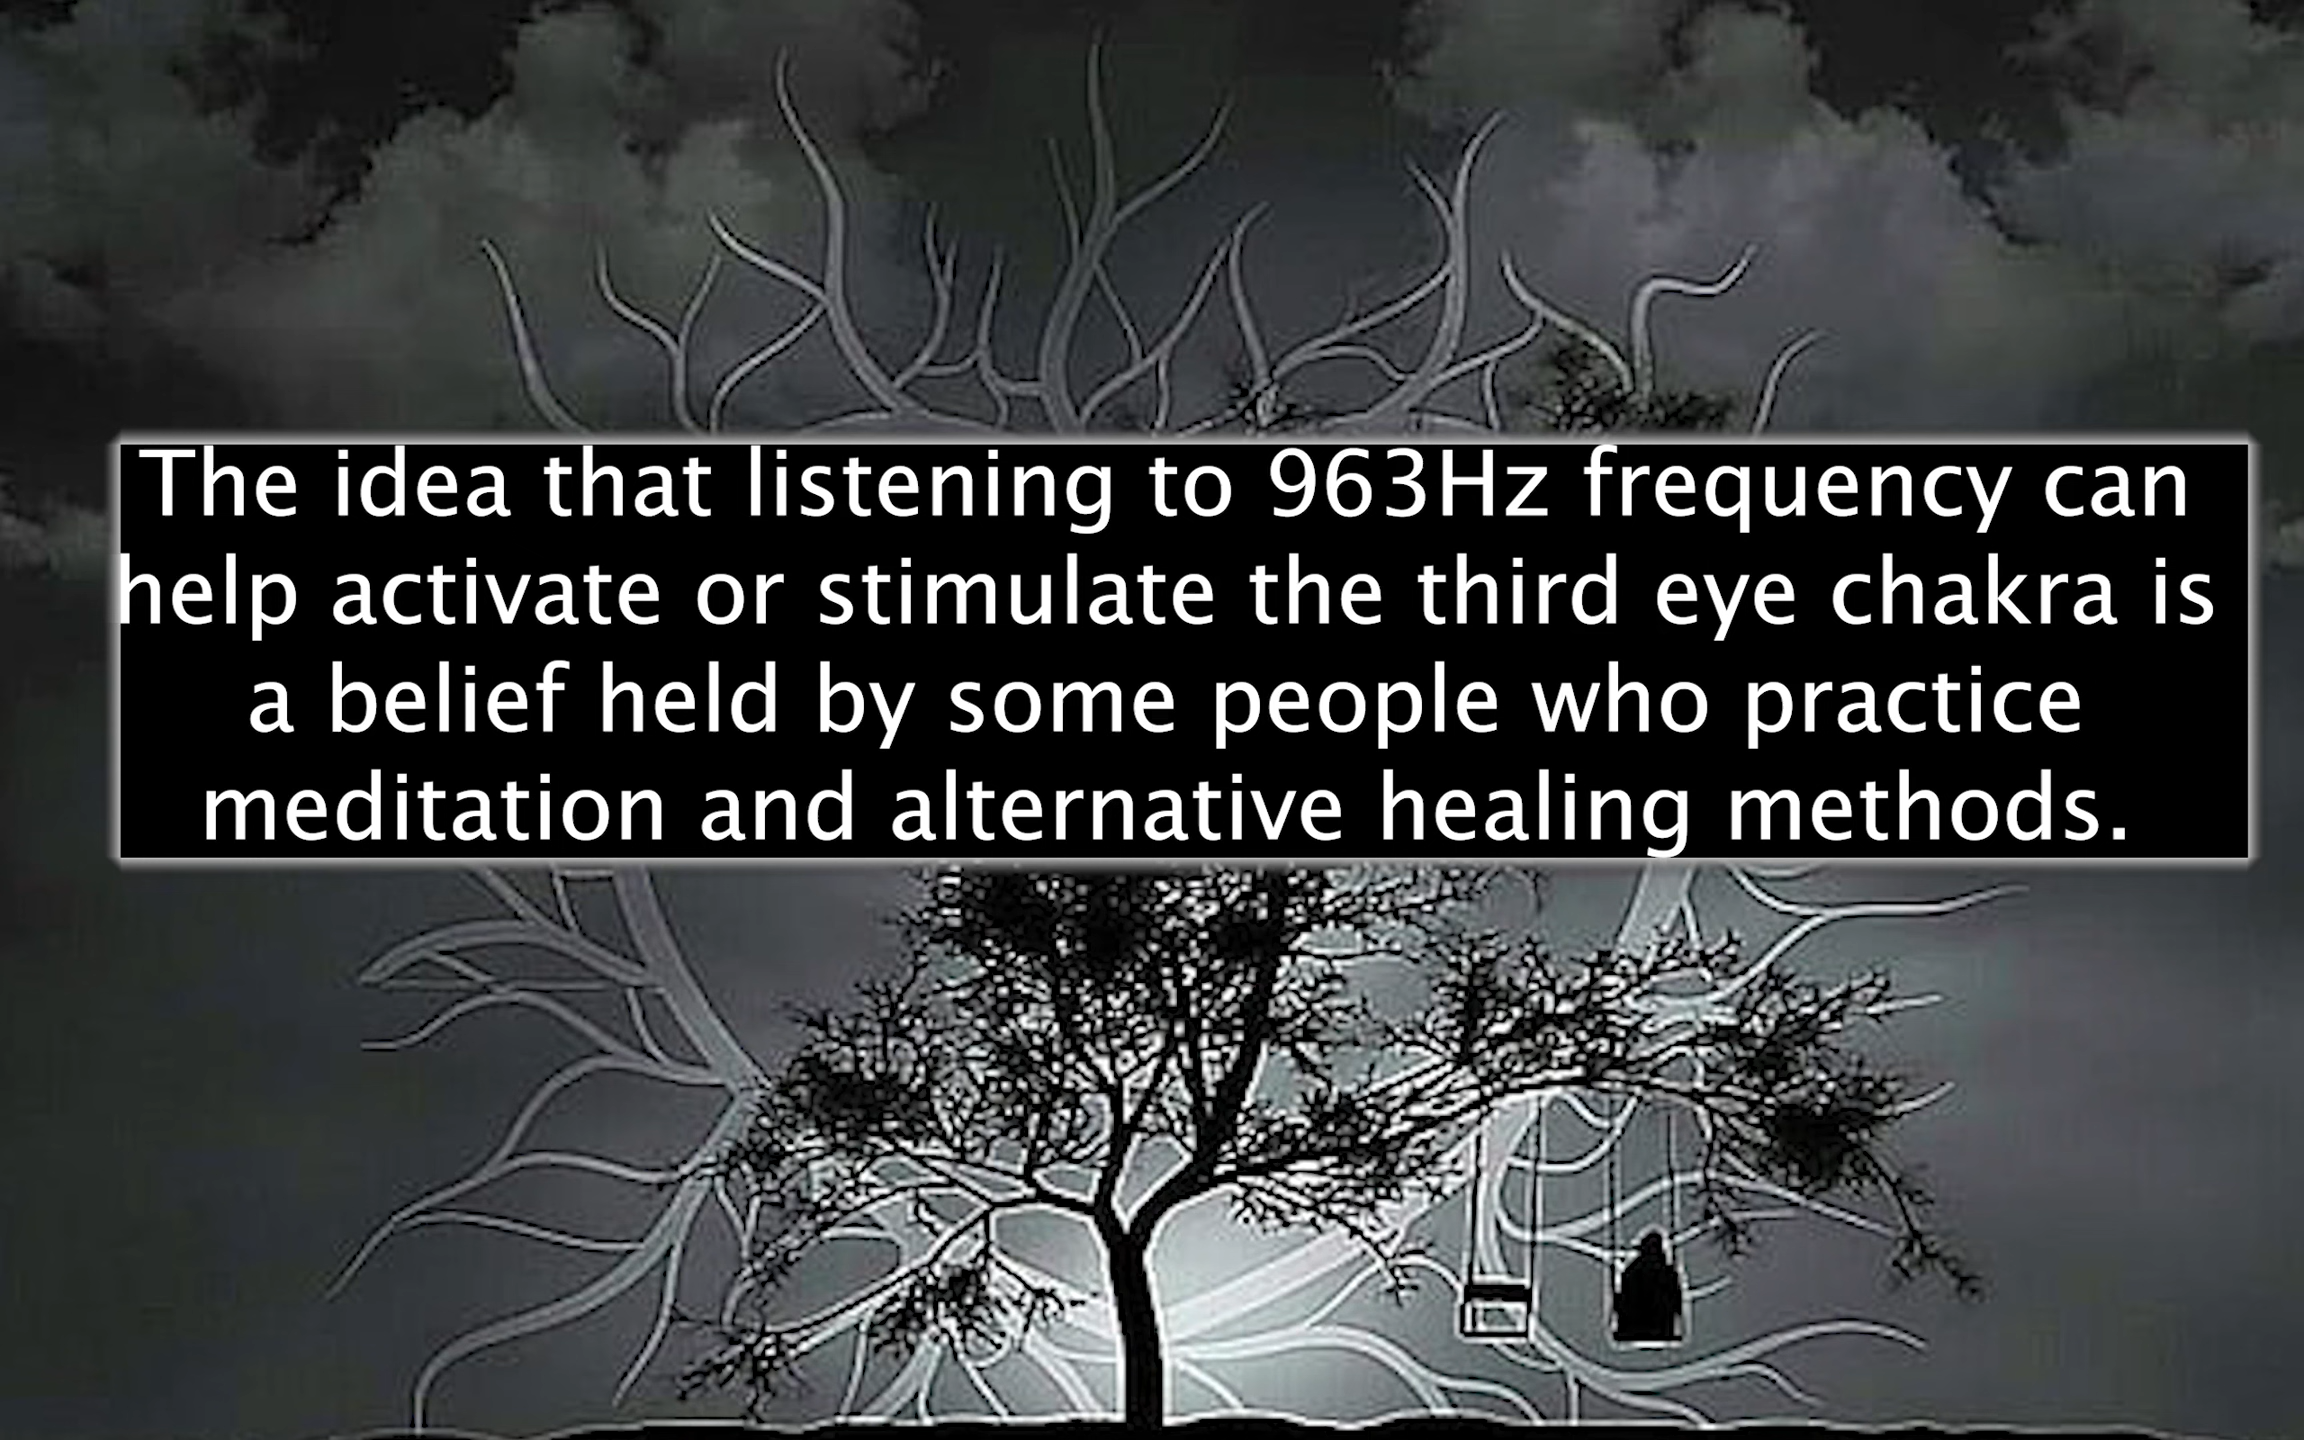 The idea that listening to 963Hz frequency can
help activate or stimulate the third eye chakra is
a belief held by some people who practice
meditation and alternative healing methods.